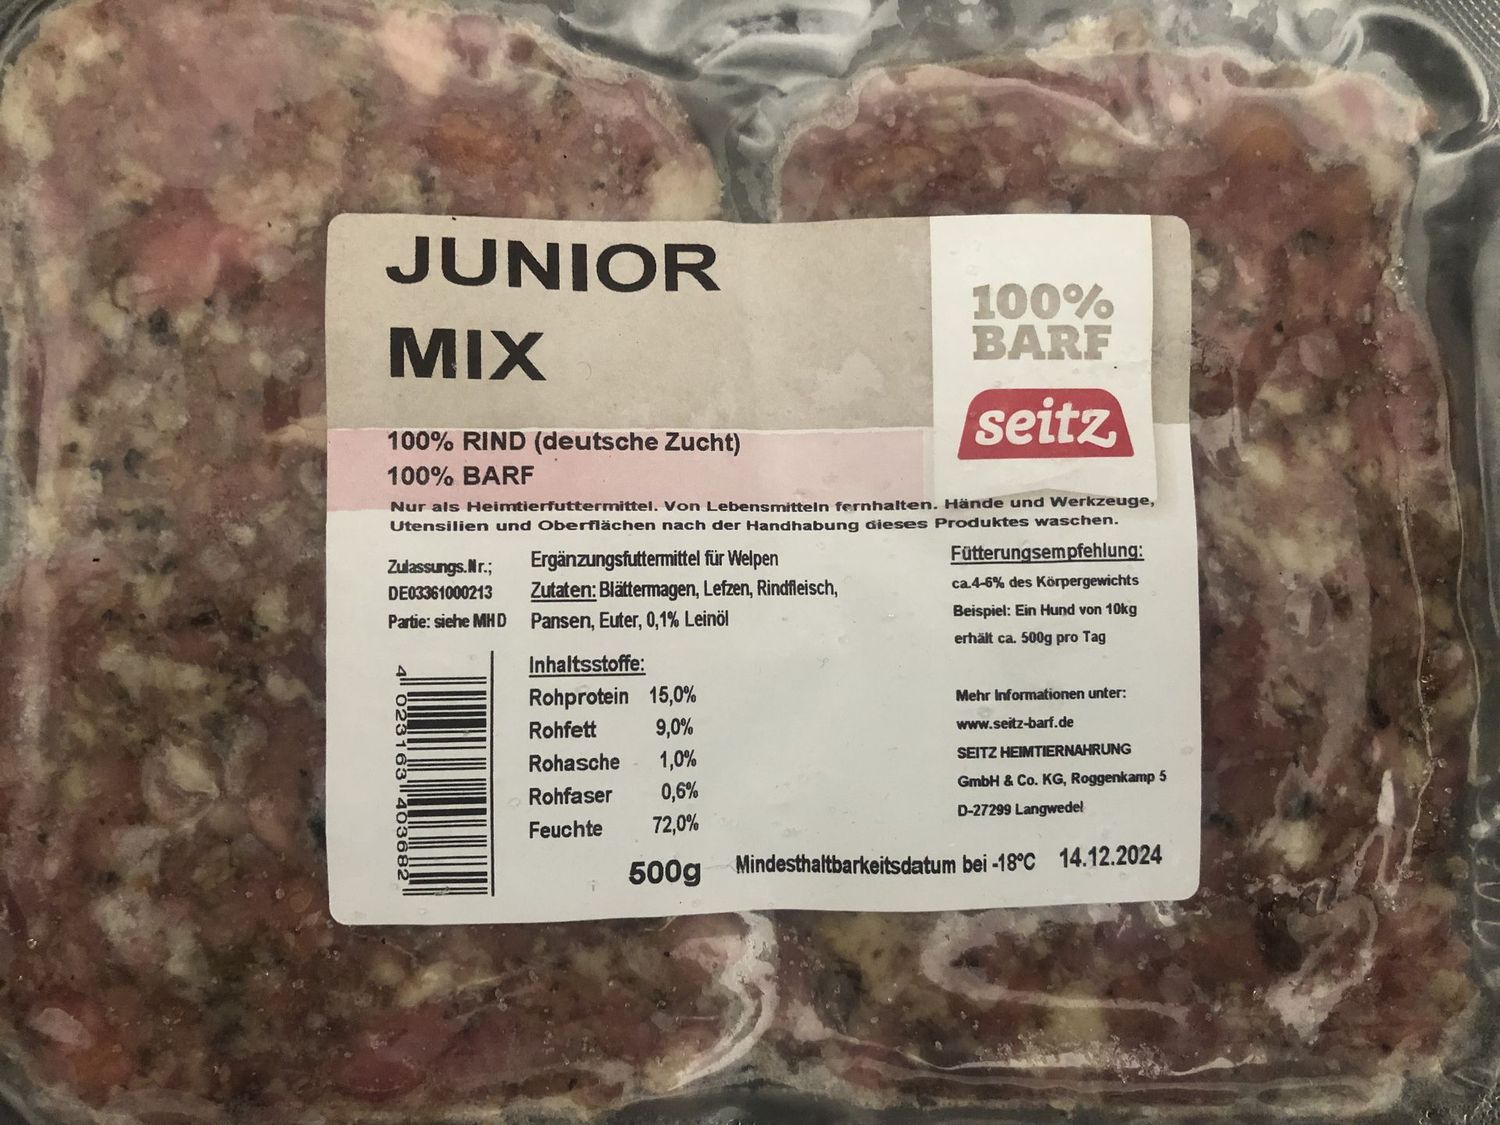 JUNIOR
MIX
100%
BARF
seitz
100% RIND (deutsche Zucht)
100% BARF
Nur als Heimtierfuttermittel. Von Lebensmitteln fernhalten. Hände und Werkzeuge,
Utensilien und Oberflächen nach der Handhabung dieses Produktes waschen.
Zulassungs.Nr.;
DE03361000213
Partie: siehe MHD
Ergänzungsfuttermittel für Welpen
Zutaten: Blättermagen, Lefzen, Rindfleisch,
Pansen, Euter, 0,1% Leinöl
Inhaltsstoffe:
Rohprotein 15,0%
Rohfett 9,0%
Rohasche 1,0%
Rohfaser 0,6%
Feuchte 72,0%
Fütterungsempfehlung:
ca.4-6% des Körpergewichts
Beispiel: Ein Hund von 10kg
erhält ca. 500g pro Tag
Mehr Informationen unter:
www.seitz-barf.de
SEITZ HEIMTIERNAHRUNG
GmbH & Co. KG, Roggenkamp 5
D-27299 Langwedel
4 023163 403682
500g Mindesthaltbarkeitsdatum bei -18°C 14.12.2024